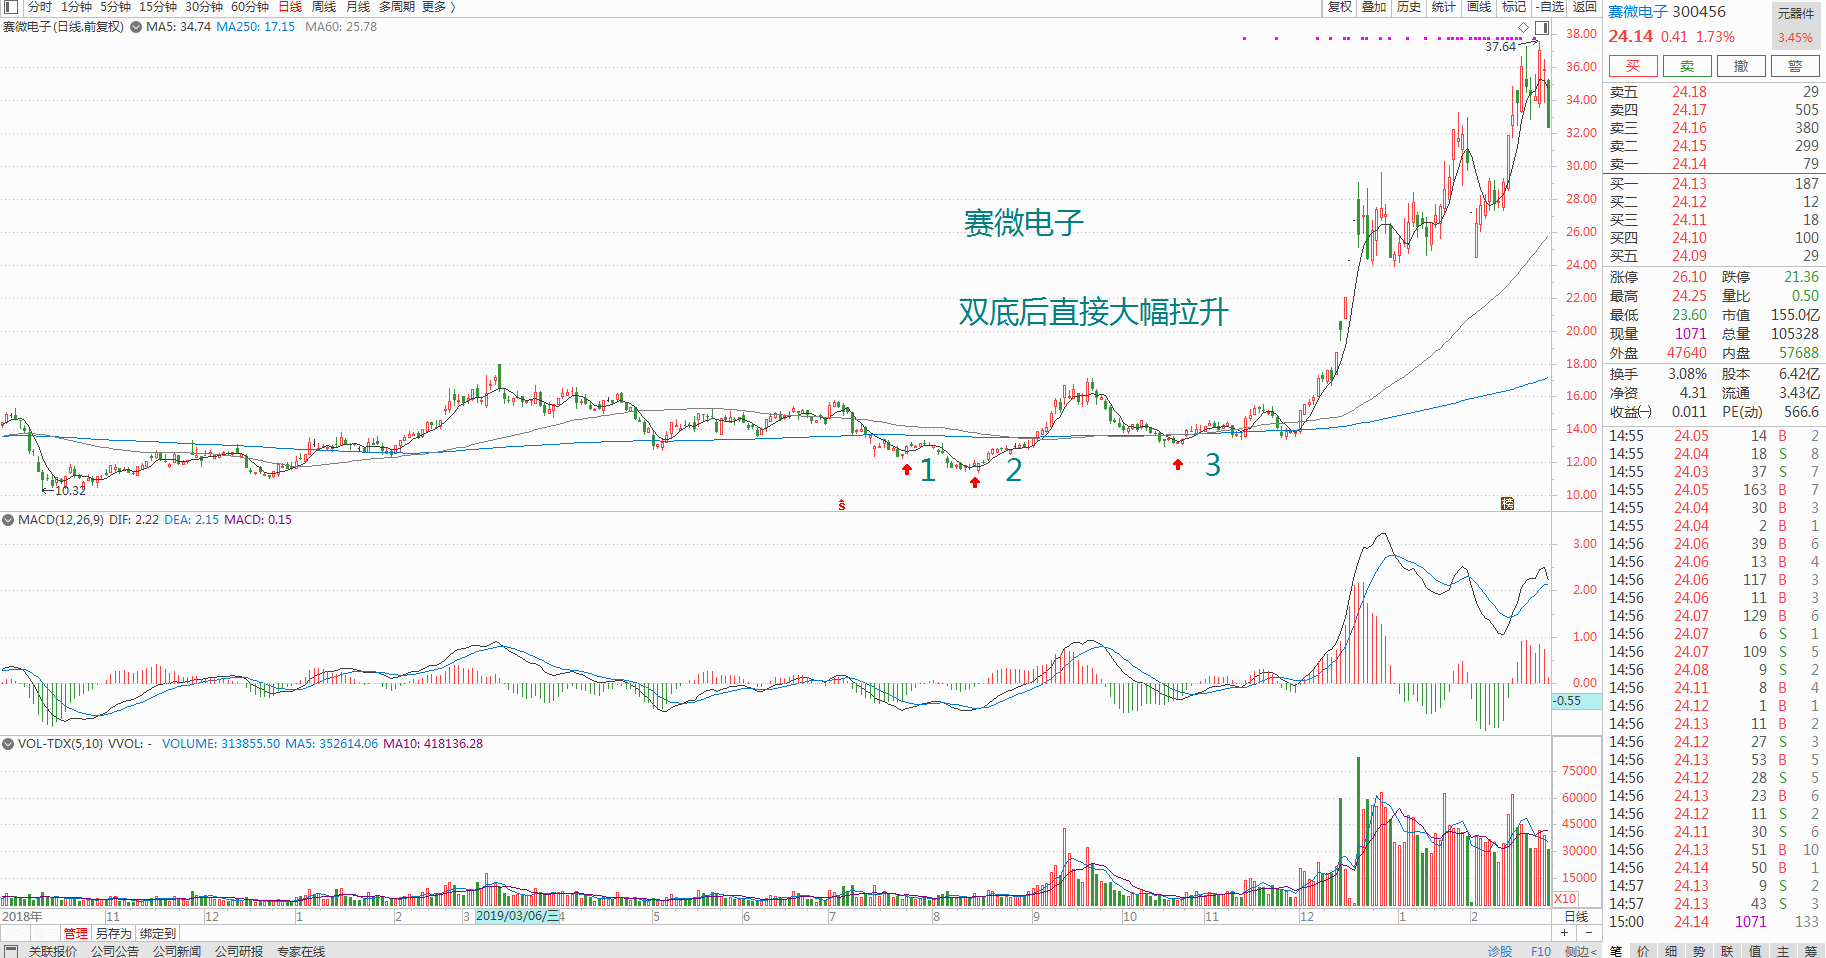 分时 1分钟 5分钟 15分钟 30分钟 60分钟 日线 周线 月线 多周期 更多 〉
复权 叠加 历史 统计 画线 标记 -自选 返回
赛微电子(日线.前复权) MA5: 34.74 MA250: 17.15 MA60: 25.78
38.00
37.64
36.00
34.00
32.00
30.00
28.00
26.00
24.00
22.00
20.00
18.00
16.00
14.00
12.00
10.00
赛微电子
双底后直接大幅拉升
10.32
1
2
3
S
榜
MACD(12,26,9) DIF: 2.22 DEA: 2.15 MACD: 0.15
3.00
2.00
1.00
0.00
-0.55
VOL-TDX(5,10) VVOL: - VOLUME: 313855.50 MA5: 352614.06 MA10: 418136.28
75000
60000
45000
30000
15000
X10
2018年 11 12 1 2 3 2019/03/06/三 4 5 6 7 8 9 10 11 12 1 2 日线
管理 另存为 绑定到 + −
关联报价 公司公告 公司新闻 公司研报 专家在线 诊股 F10 侧边<
赛微电子 300456 元器件
24.14 0.41 1.73% 3.45%
买 卖 撤 警
卖五 24.18 29
卖四 24.17 505
卖三 24.16 380
卖二 24.15 299
卖一 24.14 79
买一 24.13 187
买二 24.12 12
买三 24.11 18
买四 24.10 100
买五 24.09 29
涨停 26.10 跌停 21.36
最高 24.25 量比 0.50
最低 23.60 市值 155.0亿
现量 1071 总量 105328
外盘 47640 内盘 57688
换手 3.08% 股本 6.42亿
净资 4.31 流通 3.43亿
收益㈠ 0.011 PE(动) 566.6
14:55 24.05 14 B 2
14:55 24.04 18 S 8
14:55 24.03 37 S 7
14:55 24.05 163 B 7
14:55 24.04 30 B 3
14:55 24.04 2 B 1
14:56 24.06 39 B 6
14:56 24.06 13 B 4
14:56 24.06 117 B 3
14:56 24.06 11 B 3
14:56 24.07 129 B 6
14:56 24.07 6 S 1
14:56 24.07 109 S 5
14:56 24.08 9 S 2
14:56 24.11 8 B 4
14:56 24.12 1 B 1
14:56 24.13 11 B 2
14:56 24.12 27 S 3
14:56 24.13 53 B 5
14:56 24.12 28 S 5
14:56 24.13 23 B 6
14:56 24.12 11 S 2
14:56 24.11 30 S 6
14:56 24.13 51 B 10
14:56 24.14 50 B 1
14:57 24.13 9 S 2
14:57 24.13 43 S 3
15:00 24.14 1071 133
笔 价 细 势 联 值 主 筹